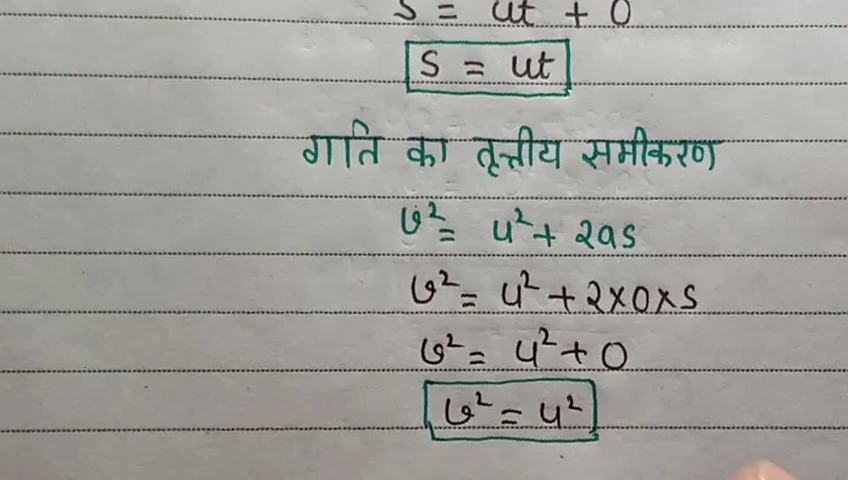 S = ut + 0
S = ut
गति का तृत्तीय समीकरण
v² = u² + 2as
v² = u² + 2×0×S
v² = u² + 0
v² = u²